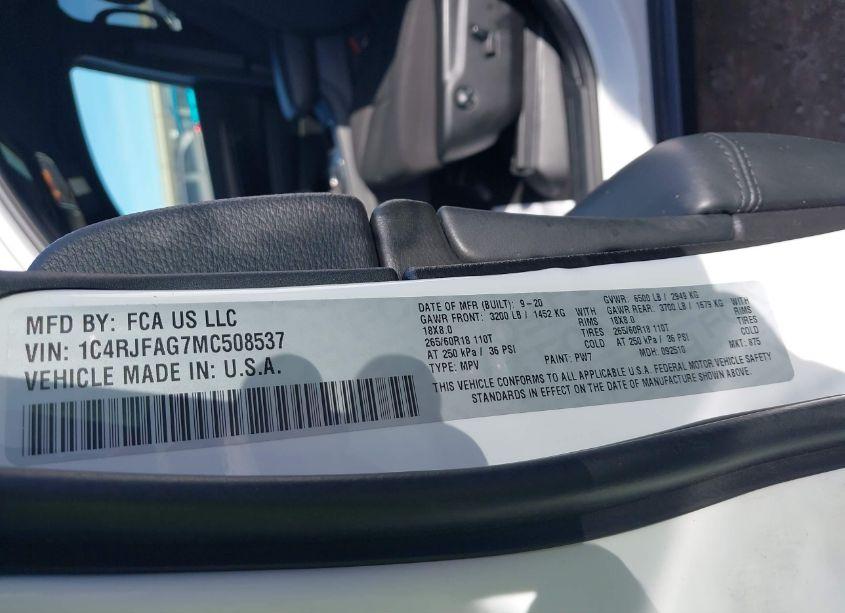 MFD BY: FCA US LLC
VIN: 1C4RJFAG7MC508537
VEHICLE MADE IN: U.S.A.
DATE OF MFR (BUILT): 9-20 GVWR: 6500 LB / 2949 KG
GAWR FRONT: 3200 LB / 1452 KG WITH GAWR REAR: 3700 LB / 1679 KG WITH
18X8.0 RIMS 18X8.0 RIMS
265/60R18 110T TIRES 265/60R18 110T TIRES
AT 250 kPa / 36 PSI COLD AT 250 kPa / 36 PSI COLD
TYPE: MPV PAINT: PW7 MDH: 092510 MKT: 875
THIS VEHICLE CONFORMS TO ALL APPLICABLE U.S.A. FEDERAL MOTOR VEHICLE SAFETY
STANDARDS IN EFFECT ON THE DATE OF MANUFACTURE SHOWN ABOVE.